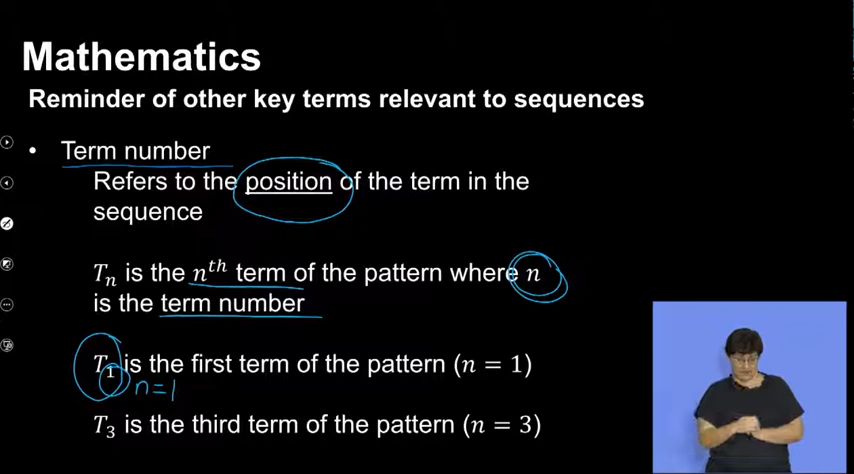 Mathematics
Reminder of other key terms relevant to sequences
• Term number
Refers to the position of the term in the
sequence
Tₙ is the nᵗʰ term of the pattern where n
is the term number
T₁ is the first term of the pattern (n = 1)
n=1
T₃ is the third term of the pattern (n = 3)